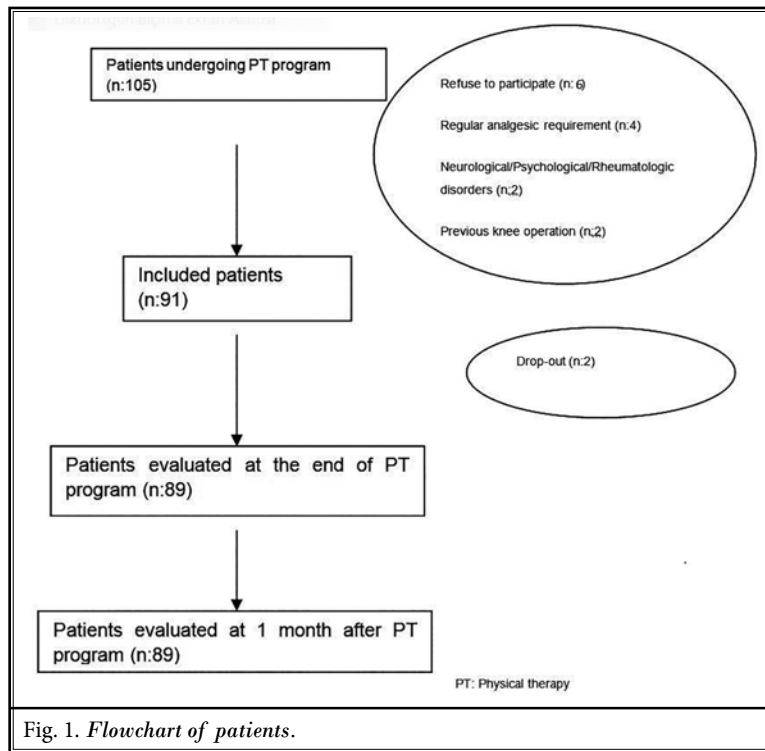 Patients undergoing PT program
(n:105)
Refuse to participate (n: 6)
Regular analgesic requirement (n:4)
Neurological/Psychological/Rheumatologic
disorders (n:2)
Previous knee operation (n:2)
Included patients
(n:91)
Drop-out (n:2)
Patients evaluated at the end of PT
program (n:89)
Patients evaluated at 1 month after PT
program (n:89)
PT: Physical therapy
Fig. 1. Flowchart of patients.